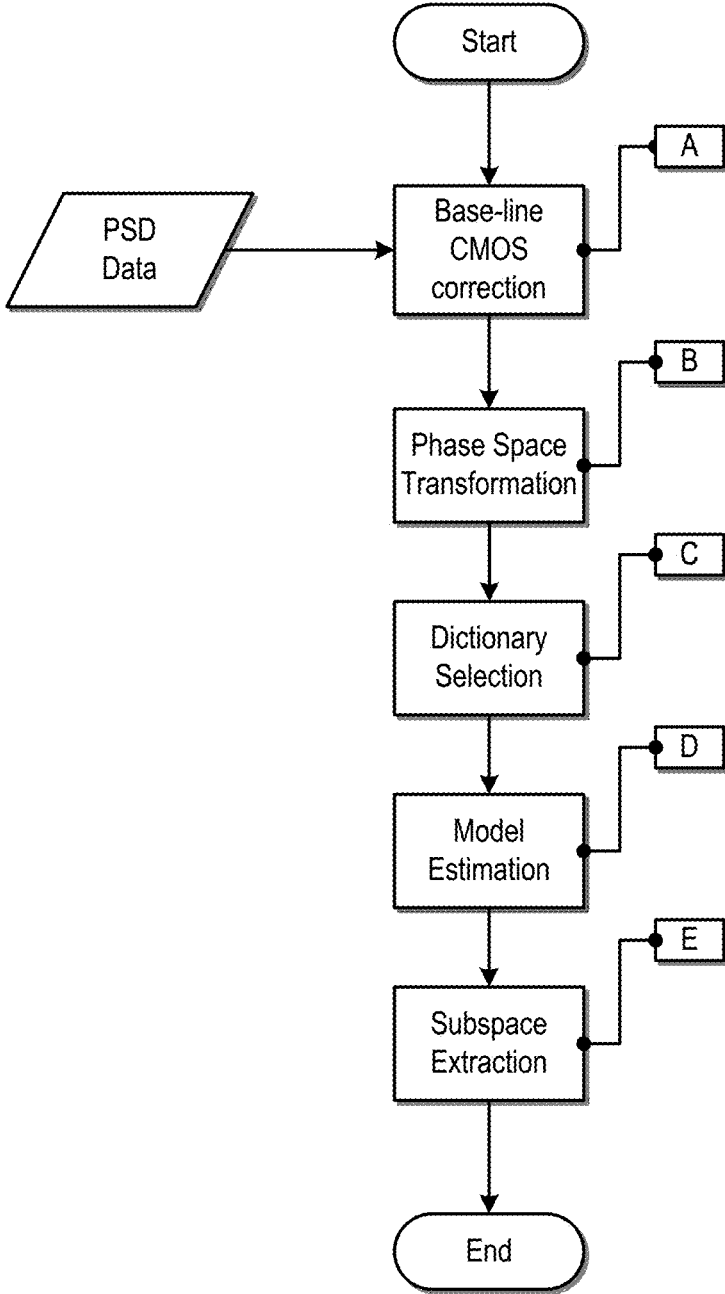 Start
A
PSD
Data
Base-line
CMOS
correction
B
Phase Space
Transformation
C
Dictionary
Selection
D
Model
Estimation
E
Subspace
Extraction
End